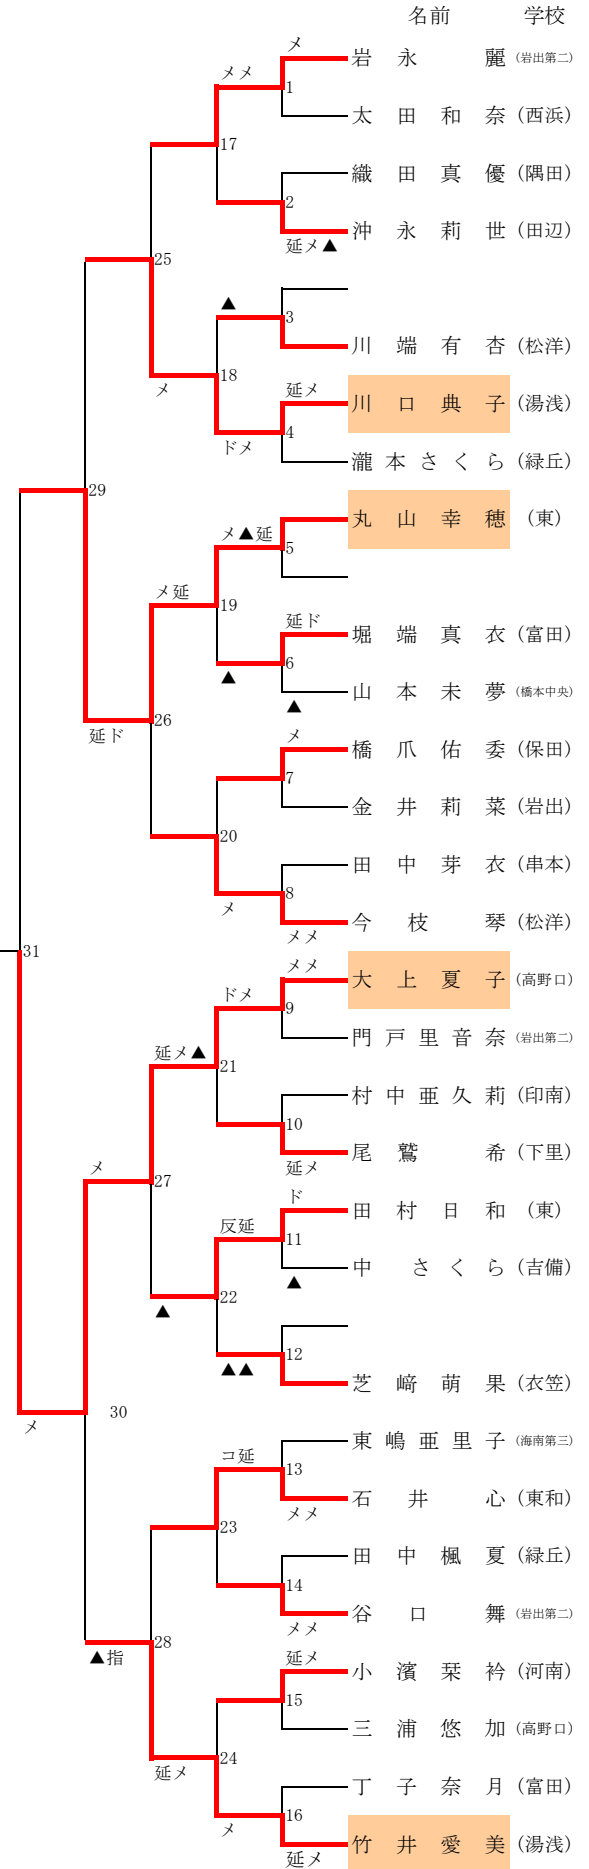 名前 学校
メ
岩永 麗 (岩出第二)
メメ
1
太田和奈 (西浜)
17
織田真優 (隅田)
2
沖永莉世 (田辺)
延メ▲
25
▲
3
川端有杏 (松洋)
18
メ
延メ
川口典子 (湯浅)
4
ドメ
瀧本さくら (緑丘)
29
丸山幸穂 (東)
メ▲延
5
メ延
19
延ド
堀端真衣 (富田)
6
▲
山本未夢 (橋本中央)
▲
26
延ド
メ
橋爪佑委 (保田)
7
金井莉菜 (岩出)
20
田中芽衣 (串本)
8
メ
今枝 琴 (松洋)
メメ
31
メメ
大上夏子 (高野口)
ドメ
9
門戸里音奈 (岩出第二)
延メ▲
21
村中亜久莉 (印南)
10
尾鷲 希 (下里)
延メ
メ
27
ド
田村日和 (東)
反延
11
中 さくら (吉備)
▲
22
▲
12
▲▲
芝﨑萌果 (衣笠)
30
メ
東嶋亜里子 (海南第三)
コ延
13
石井 心 (東和)
メメ
23
田中楓夏 (緑丘)
14
谷口 舞 (岩出第二)
メメ
28
▲指
延メ
小濱栞衿 (河南)
15
三浦悠加 (高野口)
24
延メ
丁子奈月 (富田)
16
メ
竹井愛美 (湯浅)
延メ